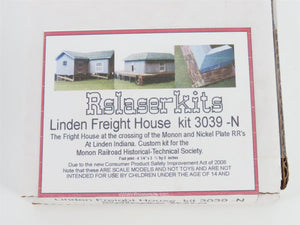 Rslaser kits
Linden Freight House kit 3039 -N
The Fright House at the crossing of the Monon and Nickel Plate RR's
At Linden Indiana. Custom kit for the
Monon Railroad Historical-Technical Society.
Due to the new Consumer Product Safety Improvement Act of 2008
Note that these ARE SCALE MODELS AND NOT TOYS AND ARE NOT
INTENDED FOR USE BY CHILDREN UNDER THE AGE OF 14 AND
Linden Freight House kit 3039 -N